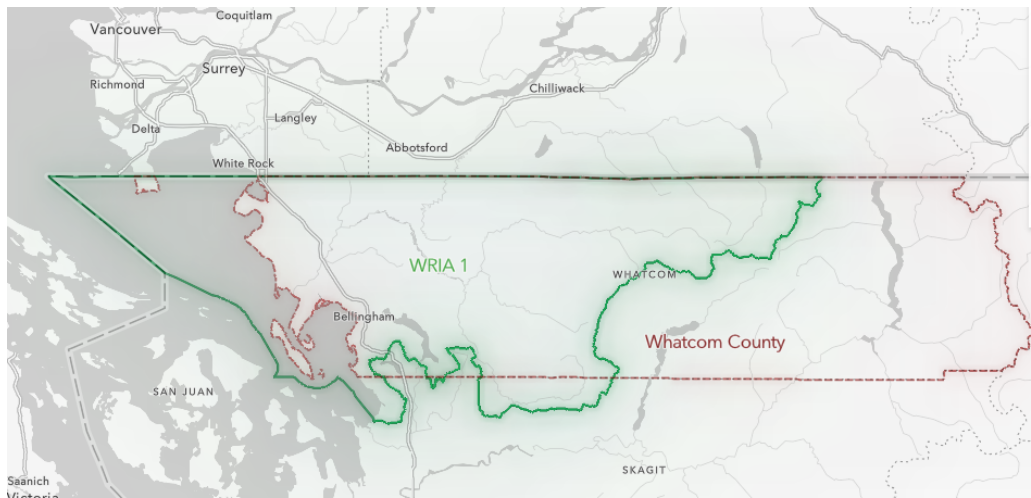 Coquitlam
Vancouver
Surrey
Richmond
Chilliwack
Langley
Delta
Abbotsford
White Rock
WRIA 1
WHATCOM
Bellingham
Whatcom County
SAN JUAN
SKAGIT
Saanich
Victoria